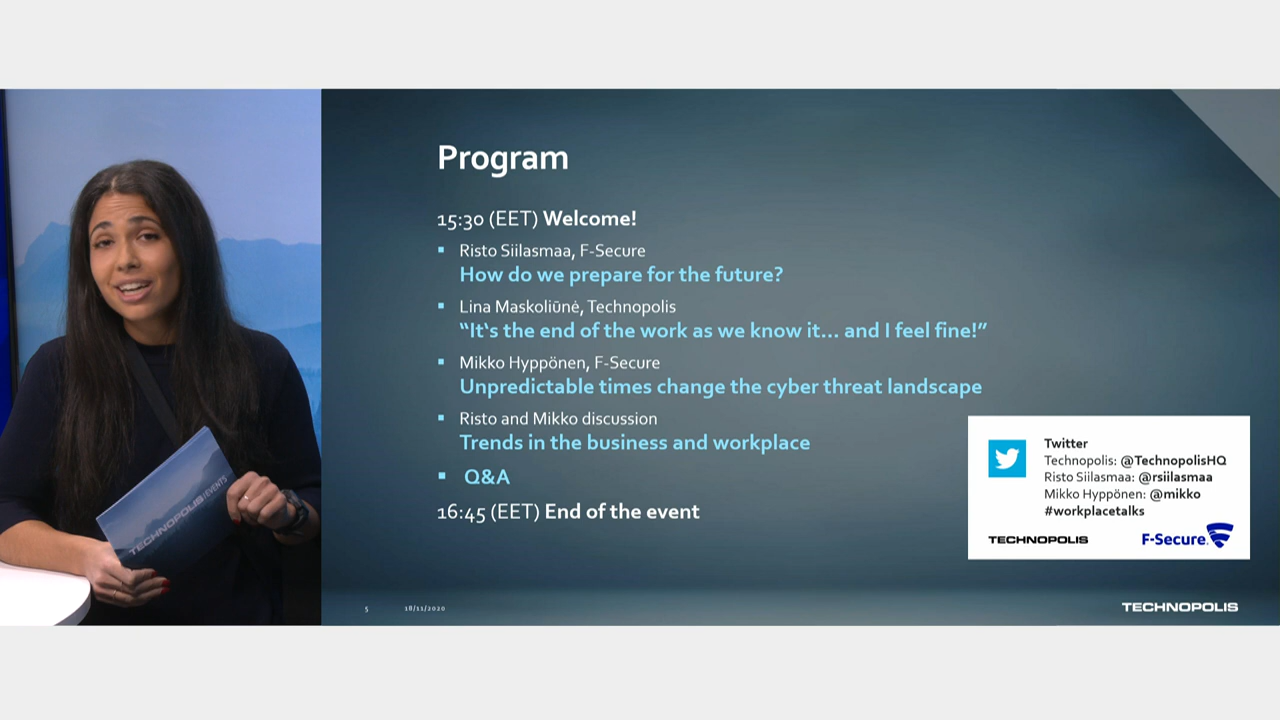 Program
15:30 (EET) Welcome!
Risto Siilasmaa, F-Secure
How do we prepare for the future?
Lina Maskoliūnė, Technopolis
“It‘s the end of the work as we know it... and I feel fine!”
Mikko Hyppönen, F-Secure
Unpredictable times change the cyber threat landscape
Risto and Mikko discussion
Trends in the business and workplace
Q&A
16:45 (EET) End of the event
Twitter
Technopolis: @TechnopolisHQ
Risto Siilasmaa: @rsiilasmaa
Mikko Hyppönen: @mikko
#workplacetalks
TECHNOPOLIS
F-Secure.
5
18/11/2020
TECHNOPOLIS
TECHNOPOLIS//EVENTS